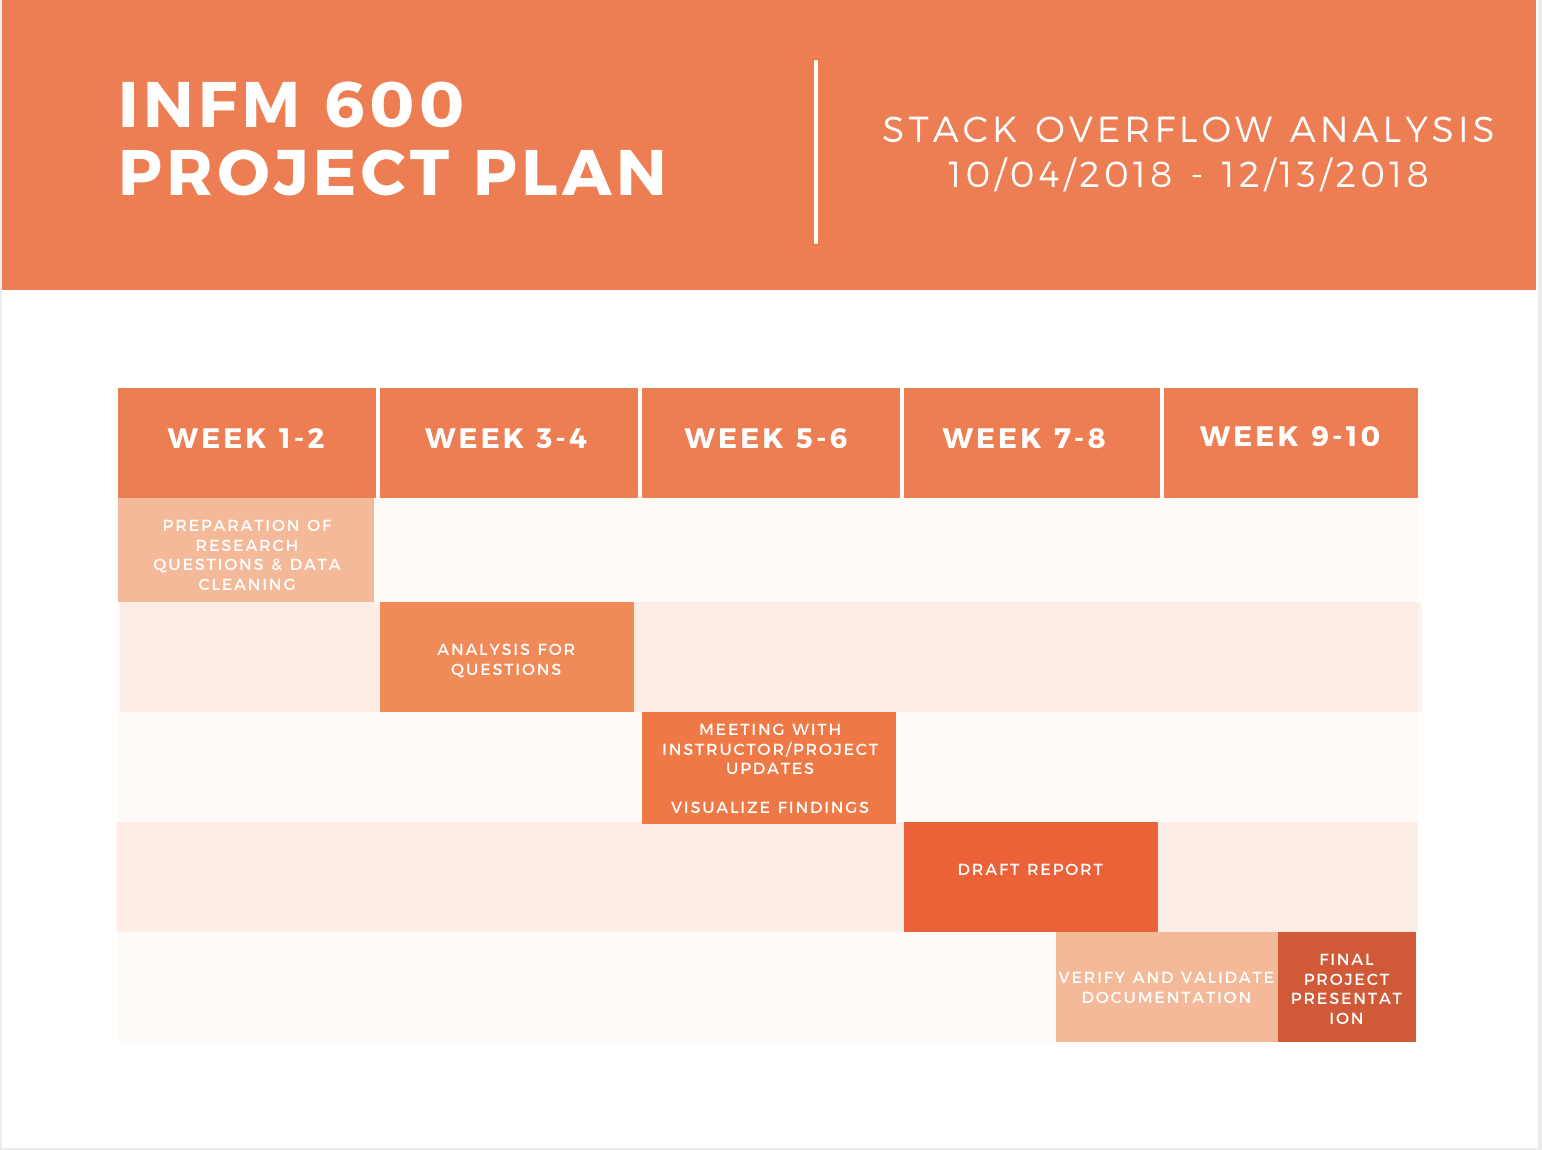 INFM 600
PROJECT PLAN
STACK OVERFLOW ANALYSIS
10/04/2018 - 12/13/2018
WEEK 1-2
WEEK 3-4
WEEK 5-6
WEEK 7-8
WEEK 9-10
PREPARATION OF
RESEARCH
QUESTIONS & DATA
CLEANING
ANALYSIS FOR
QUESTIONS
MEETING WITH
INSTRUCTOR/PROJECT
UPDATES
VISUALIZE FINDINGS
DRAFT REPORT
VERIFY AND VALIDATE
DOCUMENTATION
FINAL
PROJECT
PRESENTAT
ION